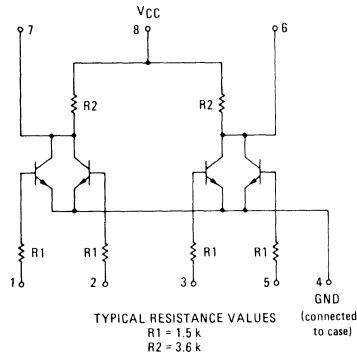 VCC
7 8 6
R2 R2
R1 R1 R1 R1
1 2 3 5 4
GND
(connected
to case)
TYPICAL RESISTANCE VALUES
R1 = 1.5 k
R2 = 3.6 k